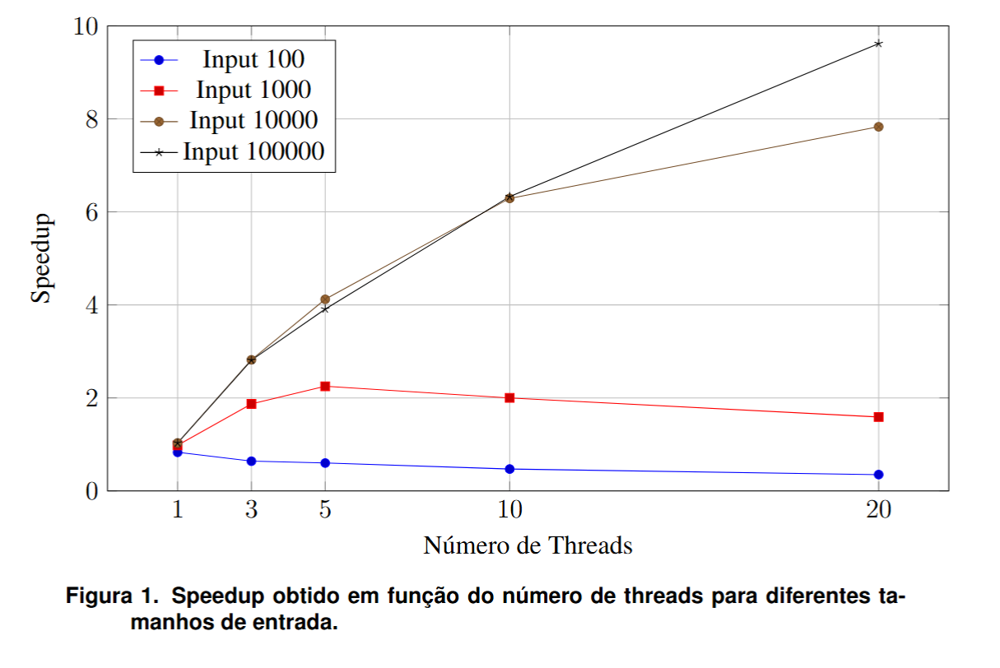 10
8
6
4
2
0
Speedup
Input 100
Input 1000
Input 10000
Input 100000
1 3 5 10 20
Número de Threads
Figura 1. Speedup obtido em função do número de threads para diferentes ta-
manhos de entrada.